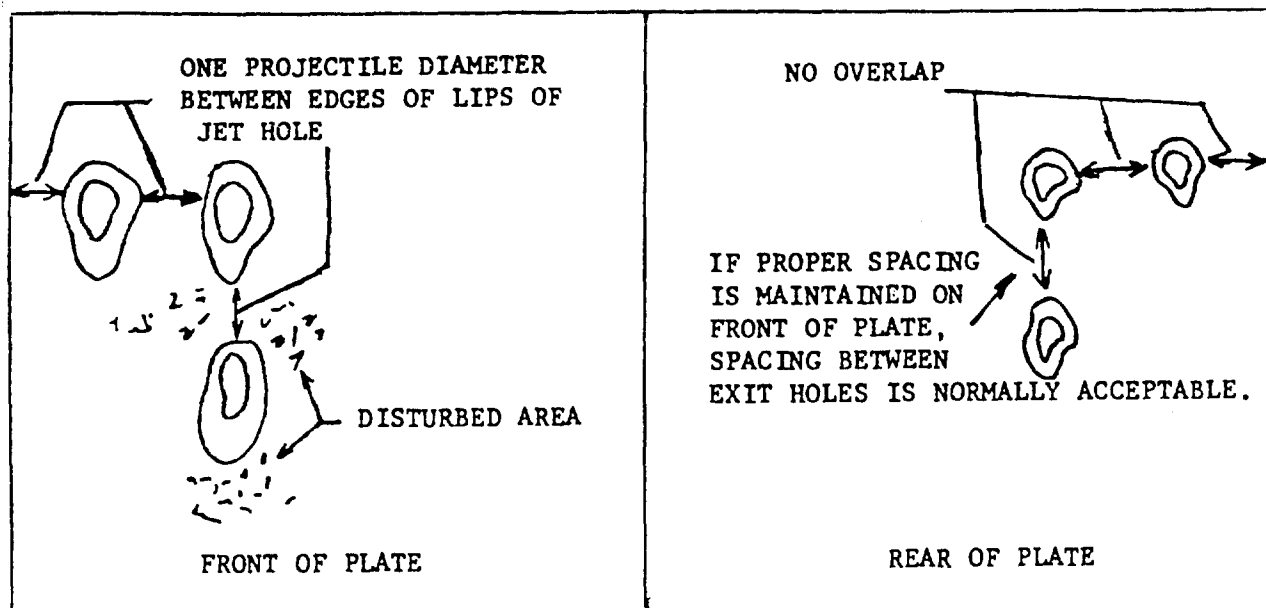 ONE PROJECTILE DIAMETER
BETWEEN EDGES OF LIPS OF
JET HOLE
DISTURBED AREA
FRONT OF PLATE
NO OVERLAP
IF PROPER SPACING
IS MAINTAINED ON
FRONT OF PLATE,
SPACING BETWEEN
EXIT HOLES IS NORMALLY ACCEPTABLE.
REAR OF PLATE